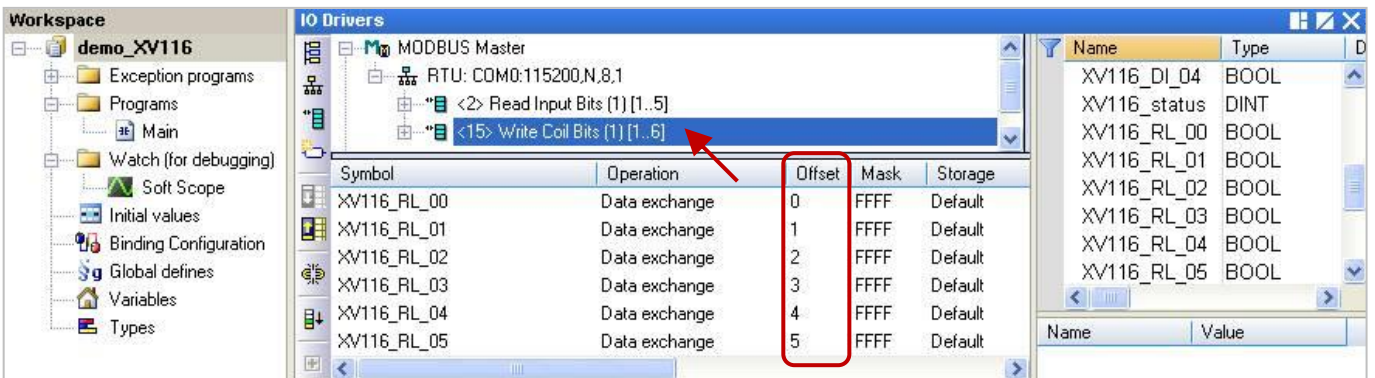 Workspace
demo_XV116
Exception programs
Programs
Main
Watch (for debugging)
Soft Scope
Initial values
Binding Configuration
Global defines
Variables
Types
IO Drivers
MODBUS Master
RTU: COM0:115200,N,8,1
<2> Read Input Bits (1) [1..5]
<15> Write Coil Bits (1) [1..6]
Symbol Operation Offset Mask Storage
XV116_RL_00 Data exchange 0 FFFF Default
XV116_RL_01 Data exchange 1 FFFF Default
XV116_RL_02 Data exchange 2 FFFF Default
XV116_RL_03 Data exchange 3 FFFF Default
XV116_RL_04 Data exchange 4 FFFF Default
XV116_RL_05 Data exchange 5 FFFF Default
Name Type D
XV116_DI_04 BOOL
XV116_status DINT
XV116_RL_00 BOOL
XV116_RL_01 BOOL
XV116_RL_02 BOOL
XV116_RL_03 BOOL
XV116_RL_04 BOOL
XV116_RL_05 BOOL
Name Value